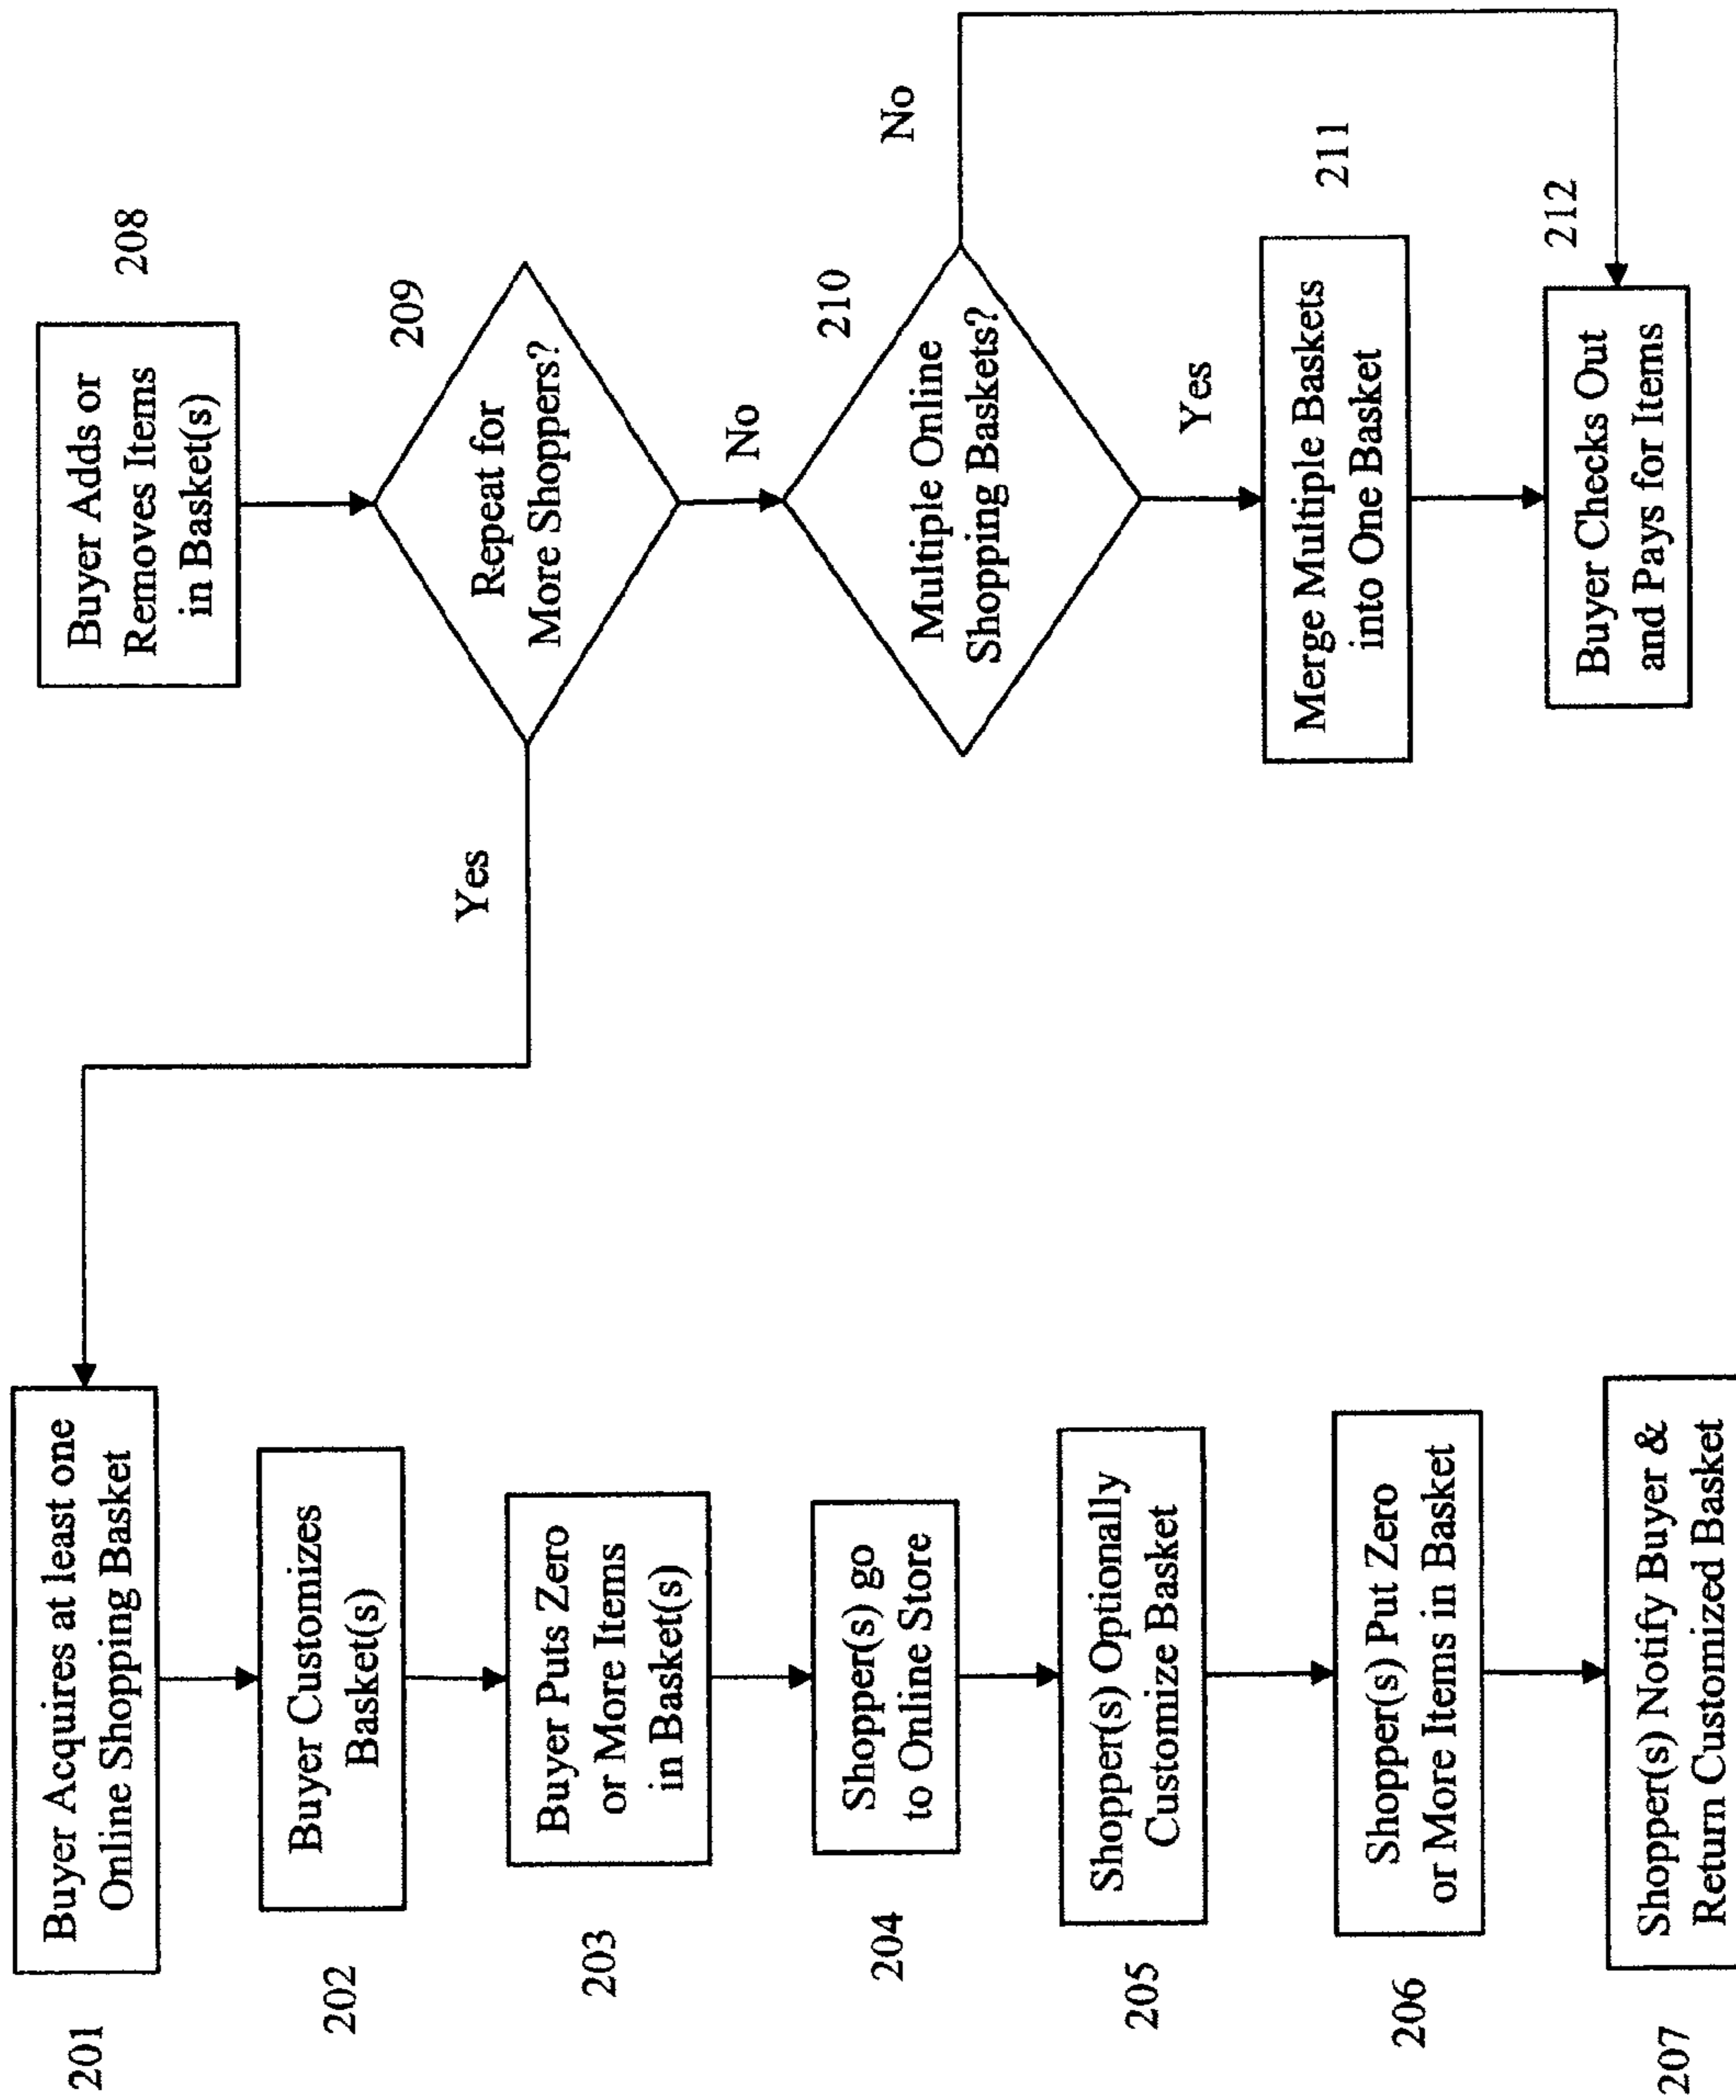 201
Buyer Acquires at least one
Online Shopping Basket
202
Buyer Customizes
Basket(s)
203
Buyer Puts Zero
or More Items
in Basket(s)
204
Shopper(s) go
to Online Store
205
Shopper(s) Optionally
Customize Basket
206
Shopper(s) Put Zero
or More Items in Basket
207
Shopper(s) Notify Buyer &
Return Customized Basket
208
Buyer Adds or
Removes Items
in Basket(s)
209
Repeat for
More Shoppers?
Yes
No
210
Multiple Online
Shopping Baskets?
No
Yes
211
Merge Multiple Baskets
into One Basket
212
Buyer Checks Out
and Pays for Items